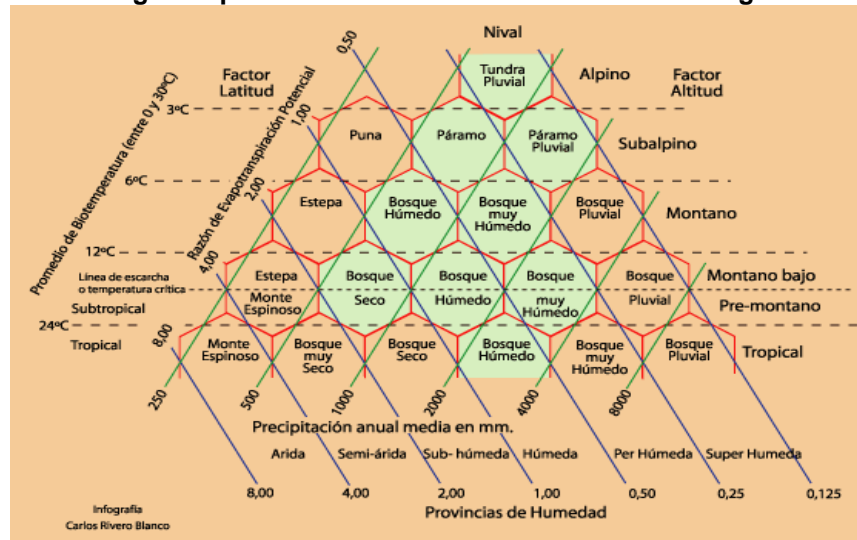 Nival
0,50
Tundra
Pluvial
Alpino
Factor
Latitud
Factor
Altitud
Promedio de Biotemperatura (entre 0 y 30ºC)
Razón de Evapotranspiración Potencial
3ºC
1,00
Puna
Páramo
Páramo
Pluvial
Subalpino
6ºC
2,00
Estepa
Bosque
Húmedo
Bosque
muy
Húmedo
Bosque
Pluvial
Montano
12ºC
4,00
Línea de escarcha
o temperatura crítica
Estepa
Bosque
Bosque
Bosque
Bosque
Montano bajo
Subtropical
Monte
Espinoso
Seco
Húmedo
muy
Húmedo
Pluvial
Pre-montano
24ºC
8,00
Tropical
Monte
Espinoso
Bosque
muy
Seco
Bosque
Seco
Bosque
Húmedo
Bosque
muy
Húmedo
Bosque
Pluvial
Tropical
250
500
1000
2000
4000
8000
Precipitación anual media en mm.
Arida
Semi-árida
Sub- húmeda
Húmeda
Per Húmeda
Super Humeda
8,00
4,00
2,00
1,00
0,50
0,25
0,125
Provincias de Humedad
Infografía
Carlos Rivero Blanco